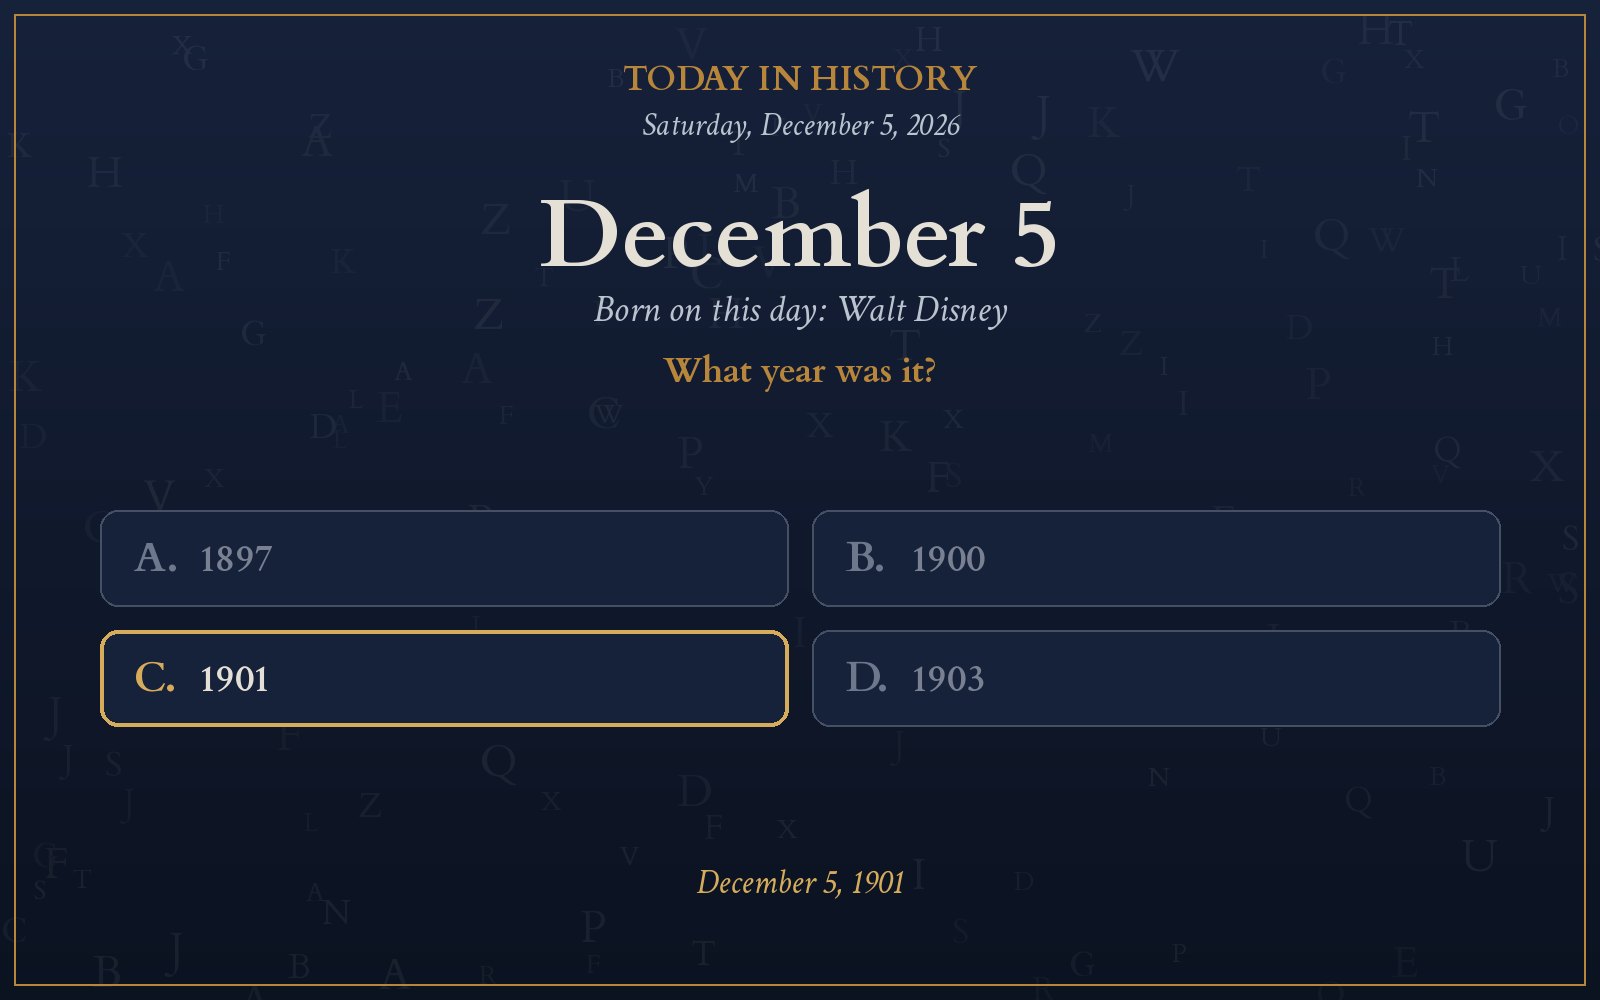 TODAY IN HISTORY
Saturday, December 5, 2026
December 5
Born on this day: Walt Disney
What year was it?
A. 1897
B. 1900
C. 1901
D. 1903
December 5, 1901